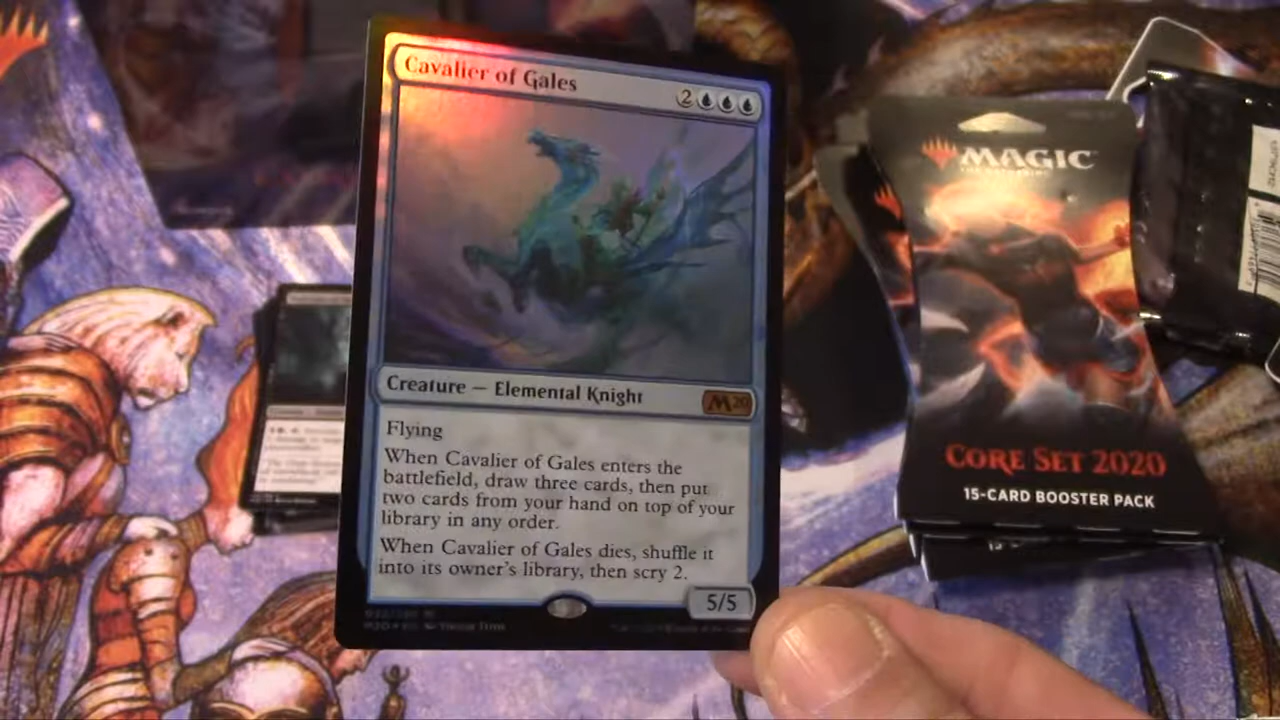 Cavalier of Gales
2
Creature — Elemental Knight
M20
Flying
When Cavalier of Gales enters the
battlefield, draw three cards, then put
two cards from your hand on top of your
library in any order.
When Cavalier of Gales dies, shuffle it
into its owner's library, then scry 2.
5/5
MAGIC
THE GATHERING
CORE SET 2020
15-CARD BOOSTER PACK